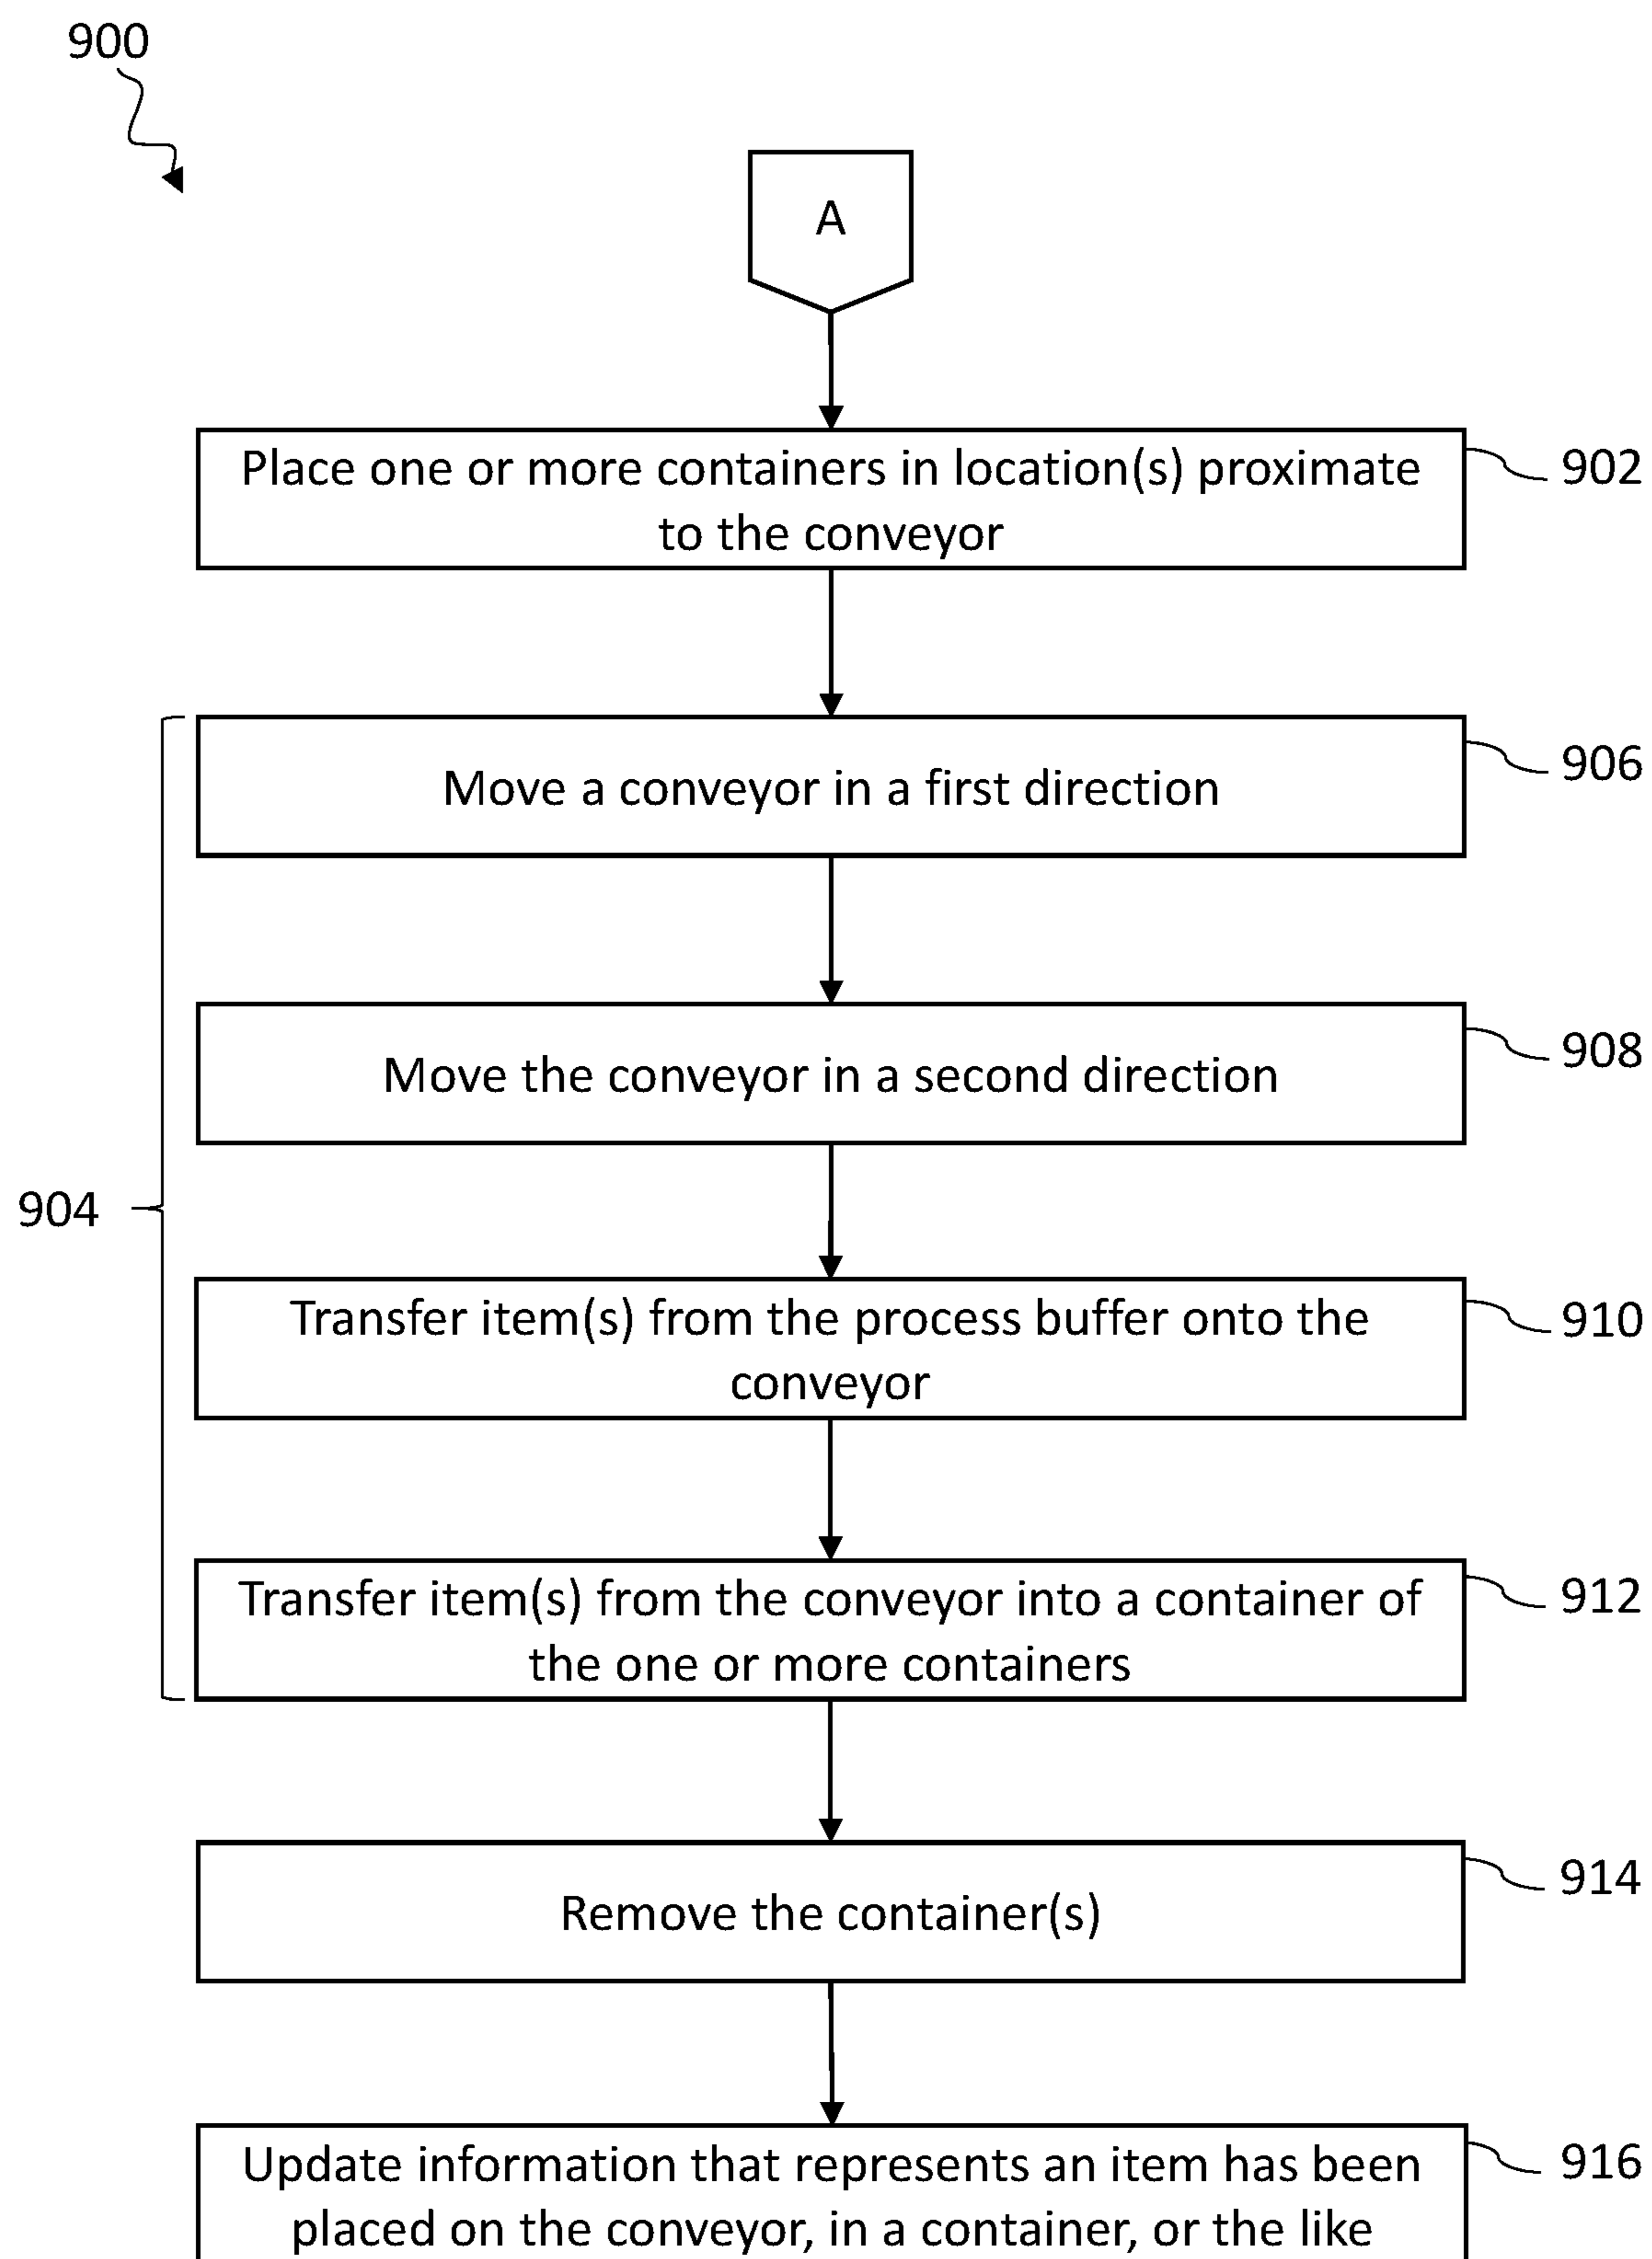 900
A
Place one or more containers in location(s) proximate
to the conveyor
902
Move a conveyor in a first direction
906
Move the conveyor in a second direction
908
904
Transfer item(s) from the process buffer onto the
conveyor
910
Transfer item(s) from the conveyor into a container of
the one or more containers
912
Remove the container(s)
914
Update information that represents an item has been
placed on the conveyor, in a container, or the like
916